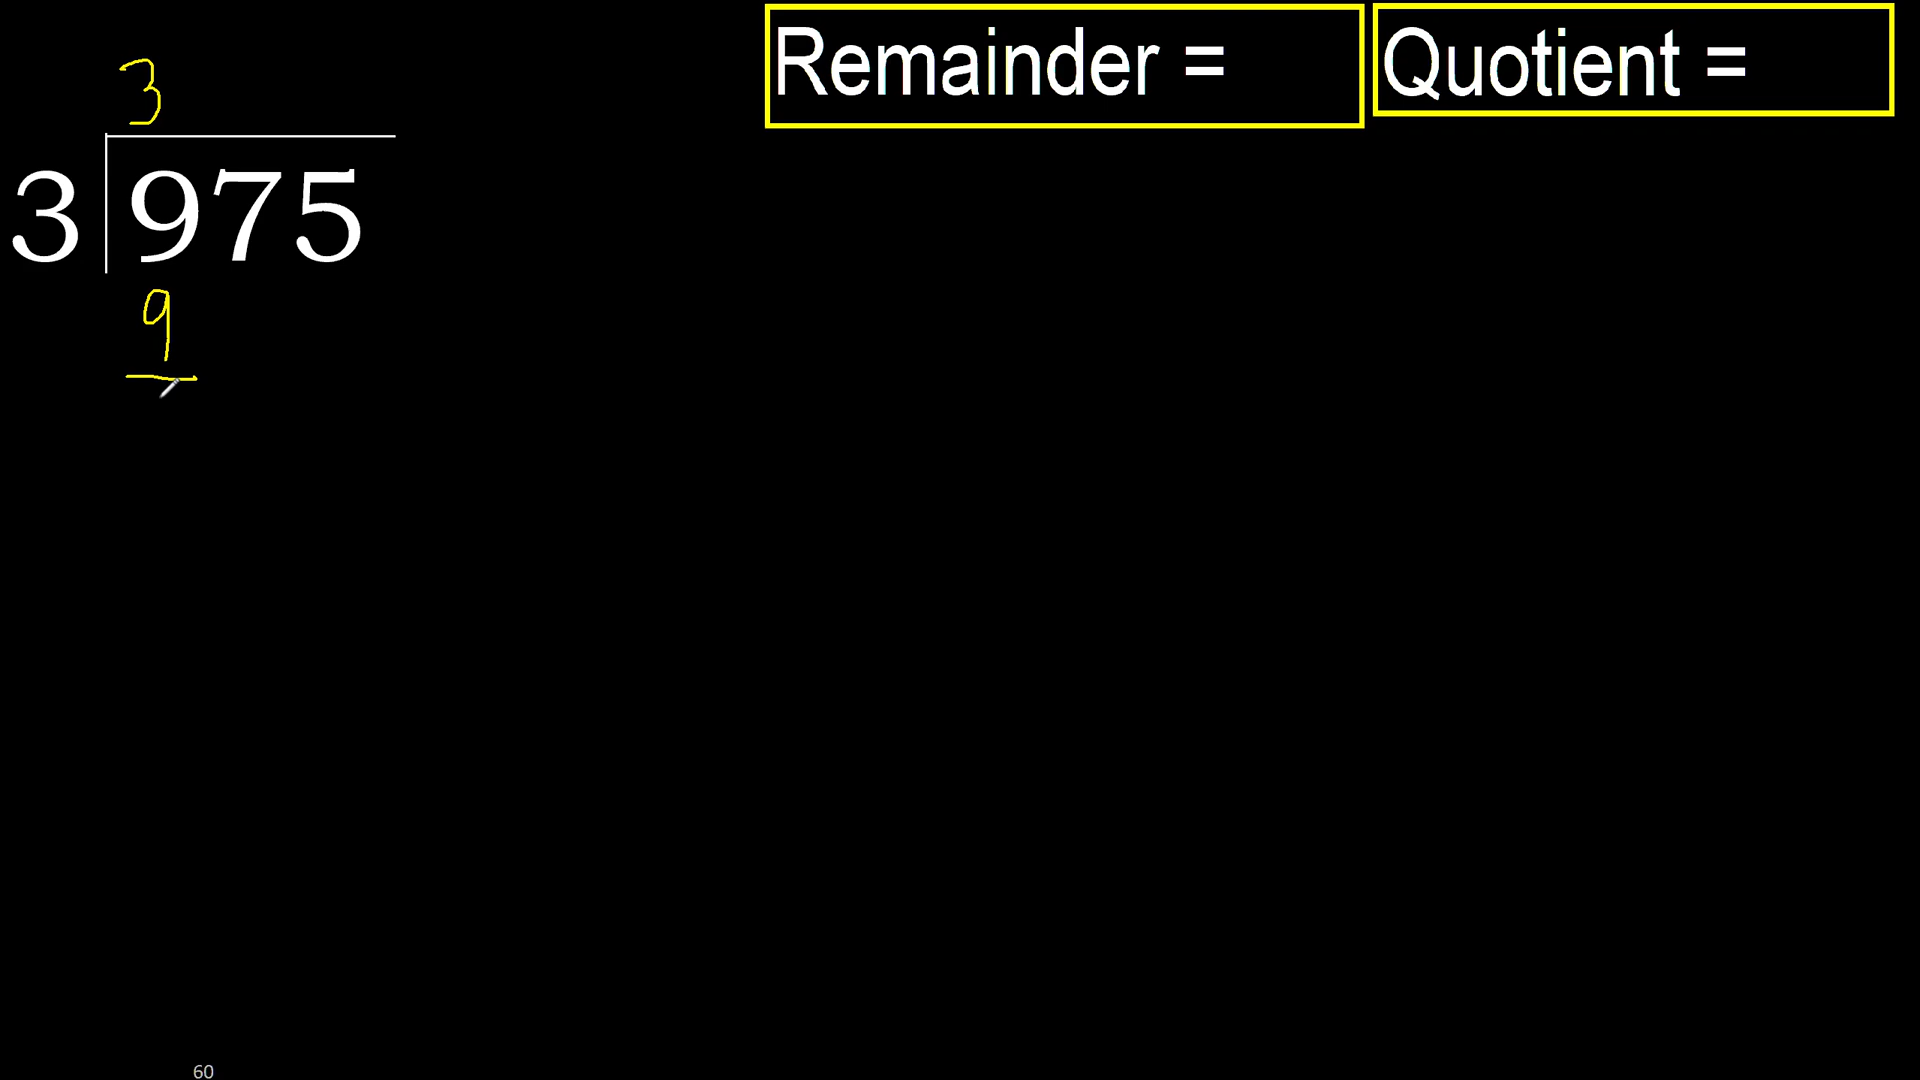 Remainder = Quotient =
3
3 975
9
60